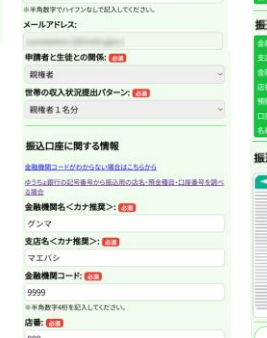 ※半角数字でハイフンなしで記入してください。
メールアドレス:
申請者と生徒との関係: 必須
親権者
世帯の収入状況提出パターン: 必須
親権者1名分
振込口座に関する情報
金融機関コードがわからない場合はこちらから
ゆうちょ銀行の記号番号から振込用の店名・預金種目・口座番号を調べ
る場合
金融機関名<カナ推奨>: 必須
グンマ
支店名<カナ推奨>: 必須
マエバシ
金融機関コード: 必須
9999
※半角数字4桁を記入してください。
店番: 必須